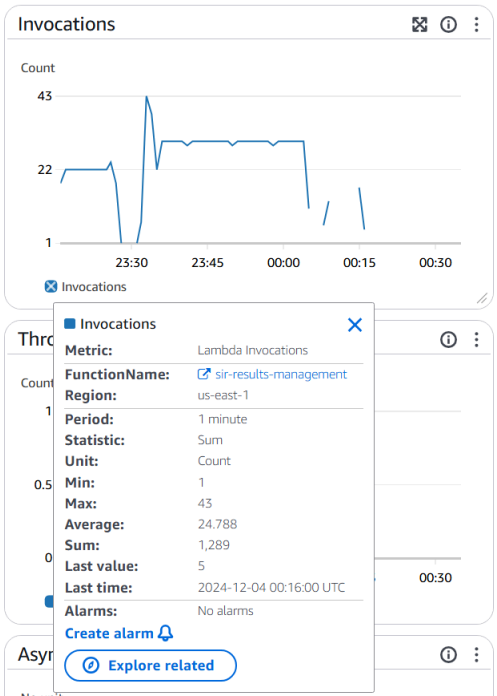 Invocations
Count
43
22
1
23:30 23:45 00:00 00:15 00:30
Invocations
Invocations
Metric: Lambda Invocations
FunctionName: sir-results-management
Region: us-east-1
Period: 1 minute
Statistic: Sum
Unit: Count
Min: 1
Max: 43
Average: 24.788
Sum: 1,289
Last value: 5
Last time: 2024-12-04 00:16:00 UTC
Alarms: No alarms
Create alarm
Explore related
Thro
Count
1
0.5
0
00:30
Asyn